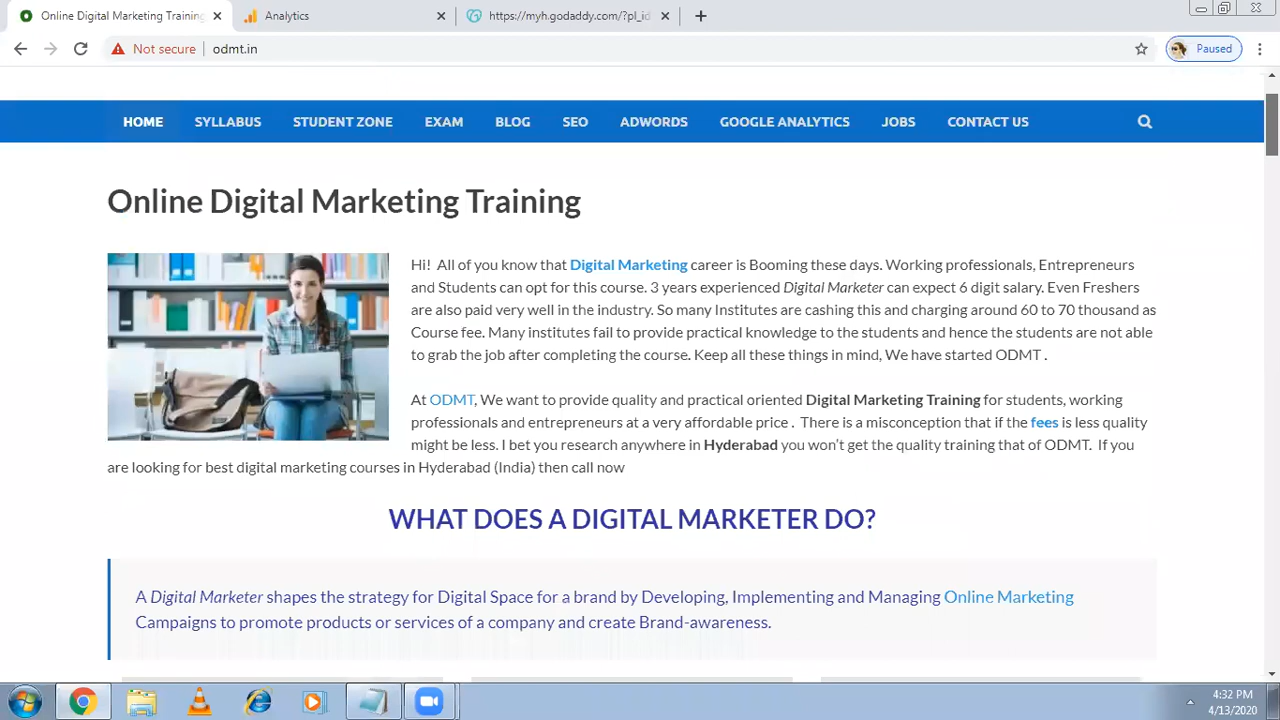 Online Digital Marketing Training
Analytics
https://myh.godaddy.com/?pl_id
Not secure
odmt.in
Paused
HOME
SYLLABUS
STUDENT ZONE
EXAM
BLOG
SEO
ADWORDS
GOOGLE ANALYTICS
JOBS
CONTACT US
Online Digital Marketing Training
Hi! All of you know that Digital Marketing career is Booming these days. Working professionals, Entrepreneurs
and Students can opt for this course. 3 years experienced Digital Marketer can expect 6 digit salary. Even Freshers
are also paid very well in the industry. So many Institutes are cashing this and charging around 60 to 70 thousand as
Course fee. Many institutes fail to provide practical knowledge to the students and hence the students are not able
to grab the job after completing the course. Keep all these things in mind, We have started ODMT .
At ODMT, We want to provide quality and practical oriented Digital Marketing Training for students, working
professionals and entrepreneurs at a very affordable price . There is a misconception that if the fees is less quality
might be less. I bet you research anywhere in Hyderabad you won't get the quality training that of ODMT. If you
are looking for best digital marketing courses in Hyderabad (India) then call now
WHAT DOES A DIGITAL MARKETER DO?
A Digital Marketer shapes the strategy for Digital Space for a brand by Developing, Implementing and Managing Online Marketing
Campaigns to promote products or services of a company and create Brand-awareness.
4:32 PM
4/13/2020